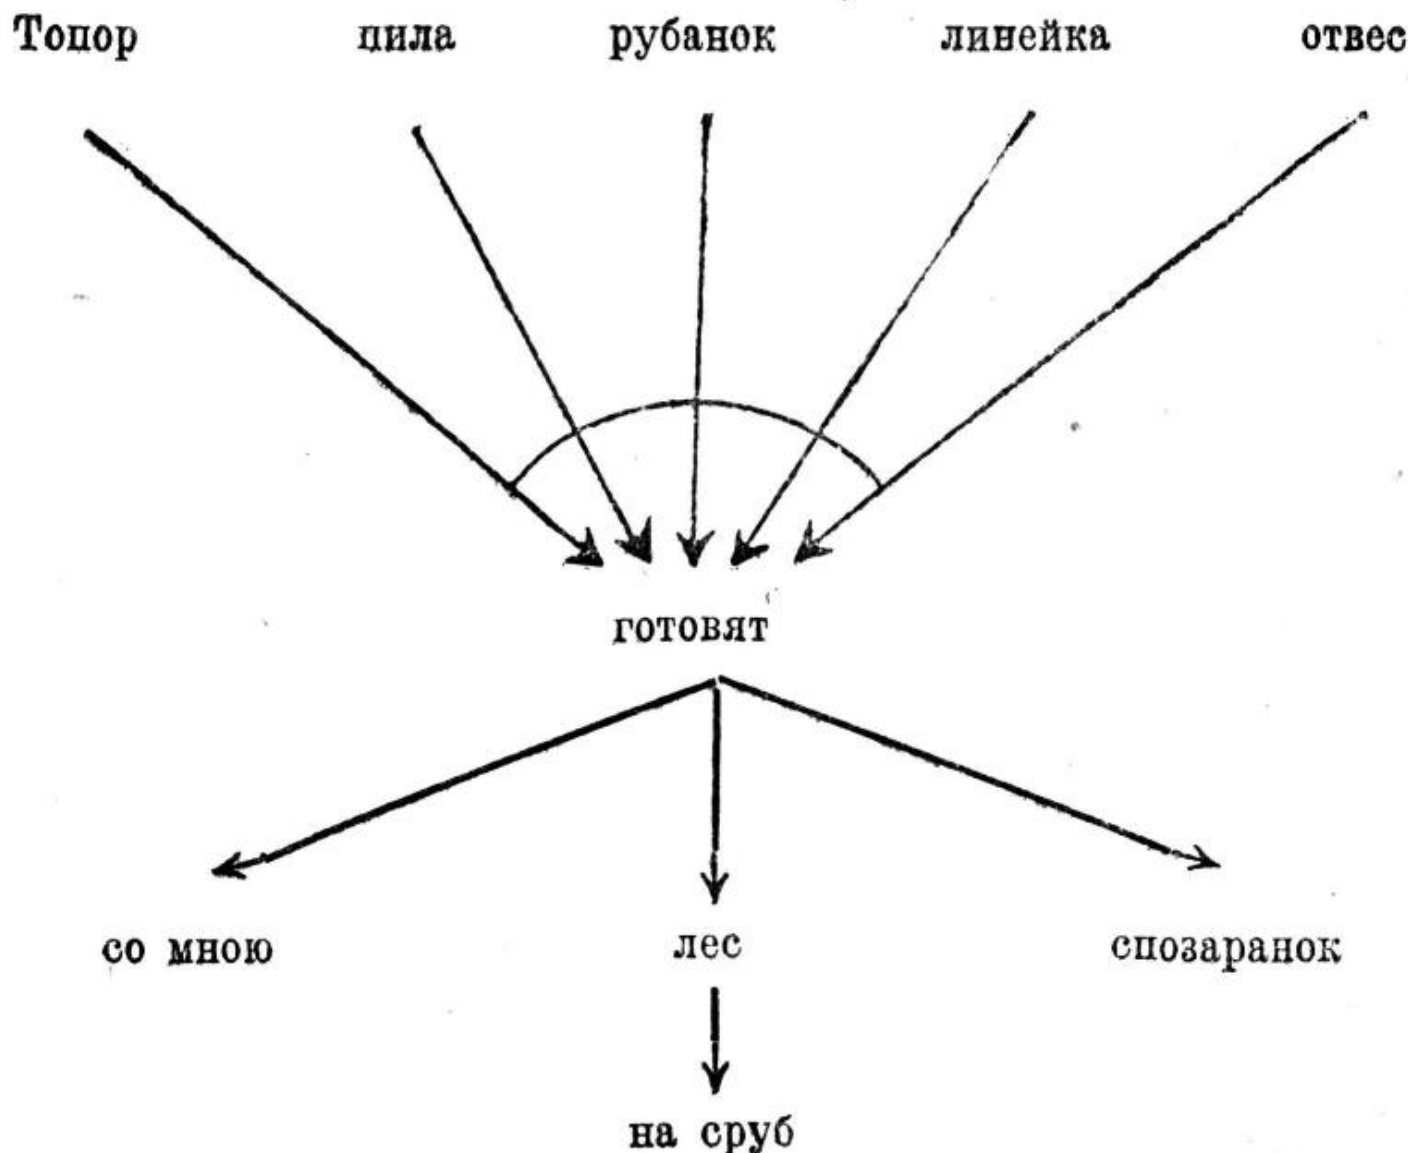 Топор пила рубанок линейка отвес
готовят
со мною лес спозаранок
на сруб